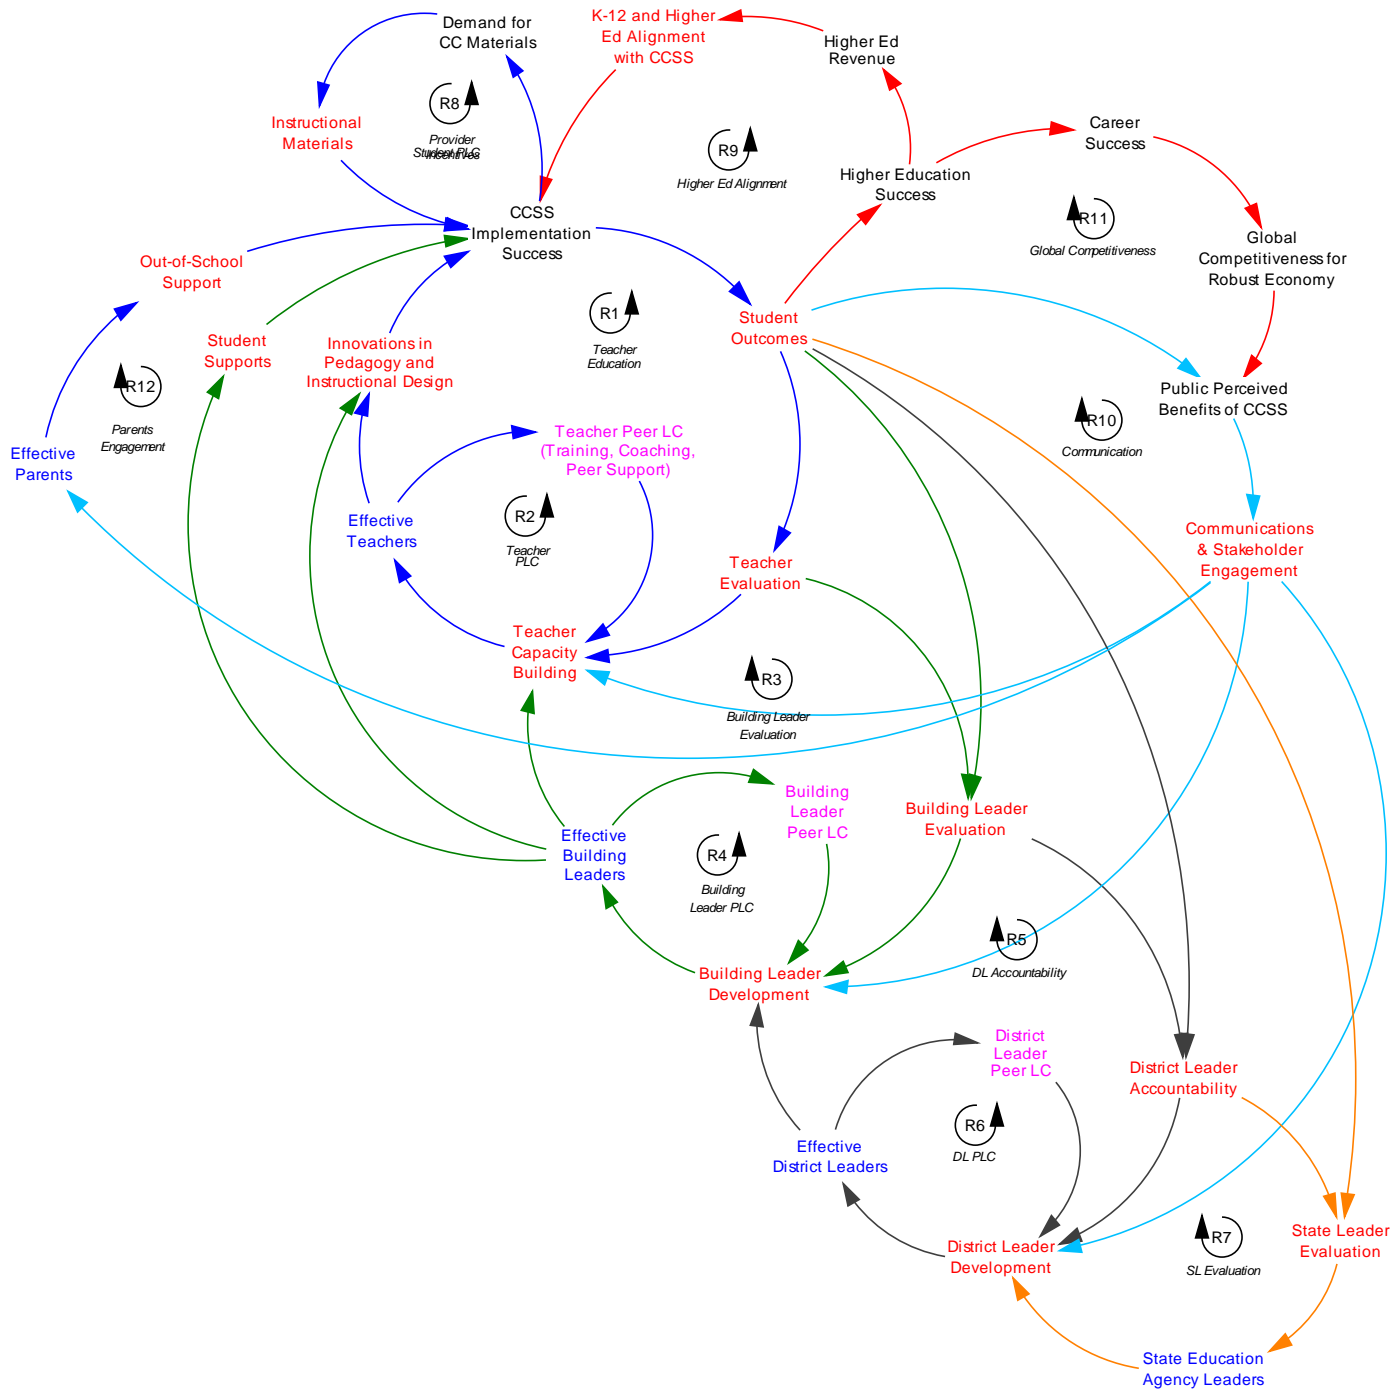 Demand for
CC Materials
K-12 and Higher
Ed Alignment
with CCSS
Higher Ed
Revenue
R8
Provider
Incentives
Student PLC
Instructional
Materials
R9
Higher Ed Alignment
Career
Success
Higher Education
Success
CCSS
Implementation
Success
R11
Global Competitiveness
Global
Competitiveness for
Robust Economy
Out-of-School
Support
R1
Teacher
Education
Student
Outcomes
Student
Supports
Innovations in
Pedagogy and
Instructional Design
R12
Parents
Engagement
Public Perceived
Benefits of CCSS
R10
Communication
Teacher Peer LC
(Training, Coaching,
Peer Support)
Effective
Parents
Effective
Teachers
R2
Teacher
PLC
Communications
& Stakeholder
Engagement
Teacher
Evaluation
Teacher
Capacity
Building
R3
Building Leader
Evaluation
Building
Leader
Peer LC
Building Leader
Evaluation
Effective
Building
Leaders
R4
Building
Leader PLC
R5
DL Accountability
Building Leader
Development
District
Leader
Peer LC
District Leader
Accountability
R6
DL PLC
Effective
District Leaders
R7
SL Evaluation
State Leader
Evaluation
District Leader
Development
State Education
Agency Leaders